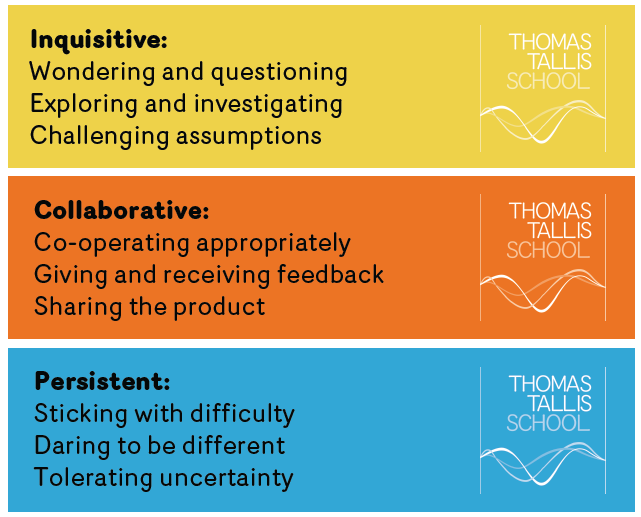 Inquisitive:
Wondering and questioning
Exploring and investigating
Challenging assumptions
THOMAS
TALLIS
SCHOOL
Collaborative:
Co-operating appropriately
Giving and receiving feedback
Sharing the product
THOMAS
TALLIS
SCHOOL
Persistent:
Sticking with difficulty
Daring to be different
Tolerating uncertainty
THOMAS
TALLIS
SCHOOL